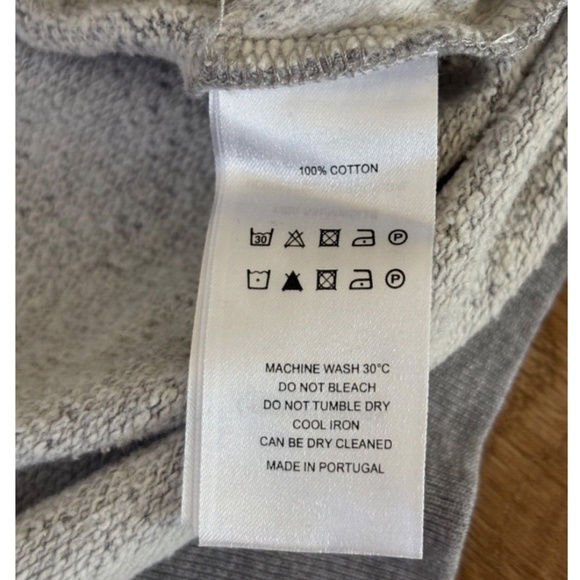 100% COTTON
30 P
P
MACHINE WASH 30°C
DO NOT BLEACH
DO NOT TUMBLE DRY
COOL IRON
CAN BE DRY CLEANED
MADE IN PORTUGAL